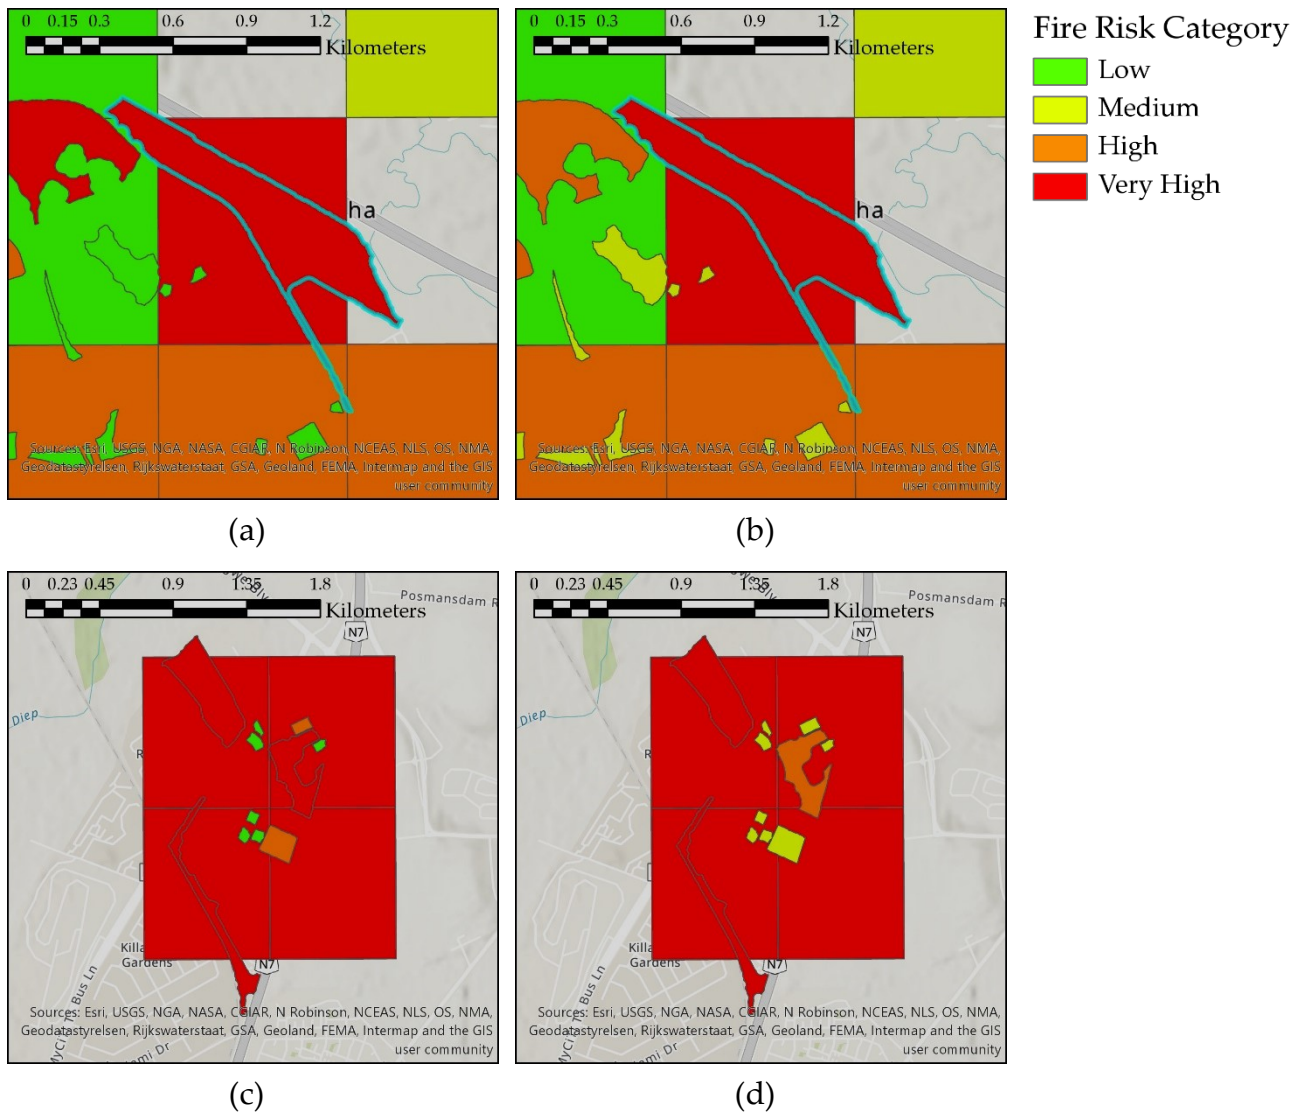 0 0.15 0.3 0.6 0.9 1.2
Kilometers
ha
Sources: Esri, USGS, NGA, NASA, CGIAR, N Robinson, NCEAS, NLS, OS, NMA,
Geodatastyrelsen, Rijkswaterstaat, GSA, Geoland, FEMA, Intermap and the GIS
user community
(a)
0 0.15 0.3 0.6 0.9 1.2
Kilometers
ha
Sources: Esri, USGS, NGA, NASA, CGIAR, N Robinson, NCEAS, NLS, OS, NMA,
Geodatastyrelsen, Rijkswaterstaat, GSA, Geoland, FEMA, Intermap and the GIS
user community
(b)
Fire Risk Category
Low
Medium
High
Very High
0 0.23 0.45 0.9 1.35 1.8
Kilometers
Posmansdam R
N7
Diep
R
Killa
Gardens
N7
MyCiTi Bus Ln
Sources: Esri, USGS, NGA, NASA, CGIAR, N Robinson, NCEAS, NLS, OS, NMA,
Geodatastyrelsen, Rijkswaterstaat, GSA, Geoland, FEMA, Intermap and the GIS
user community
(c)
0 0.23 0.45 0.9 1.35 1.8
Kilometers
Posmansdam R
N7
Diep
R
Killa
Gardens
N7
MyCiTi Bus Ln
Sources: Esri, USGS, NGA, NASA, CGIAR, N Robinson, NCEAS, NLS, OS, NMA,
Geodatastyrelsen, Rijkswaterstaat, GSA, Geoland, FEMA, Intermap and the GIS
user community
(d)